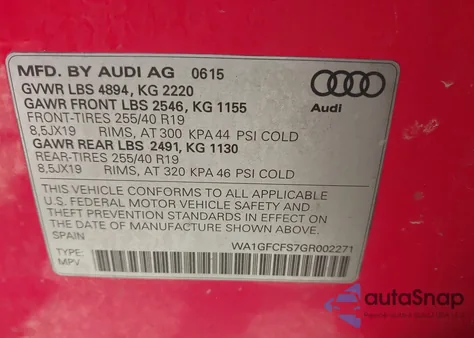 MFD. BY AUDI AG 0615
GVWR LBS 4894, KG 2220
GAWR FRONT LBS 2546, KG 1155
FRONT-TIRES 255/40 R19
8,5JX19 RIMS, AT 300 KPA 44 PSI COLD
GAWR REAR LBS 2491, KG 1130
REAR-TIRES 255/40 R19
8,5JX19 RIMS, AT 320 KPA 46 PSI COLD
THIS VEHICLE CONFORMS TO ALL APPLICABLE
U.S. FEDERAL MOTOR VEHICLE SAFETY AND
THEFT PREVENTION STANDARDS IN EFFECT ON
THE DATE OF MANUFACTURE SHOWN ABOVE.
SPAIN
WA1GFCFS7GR002271
TYPE:
MPV
Audi
autoSnap